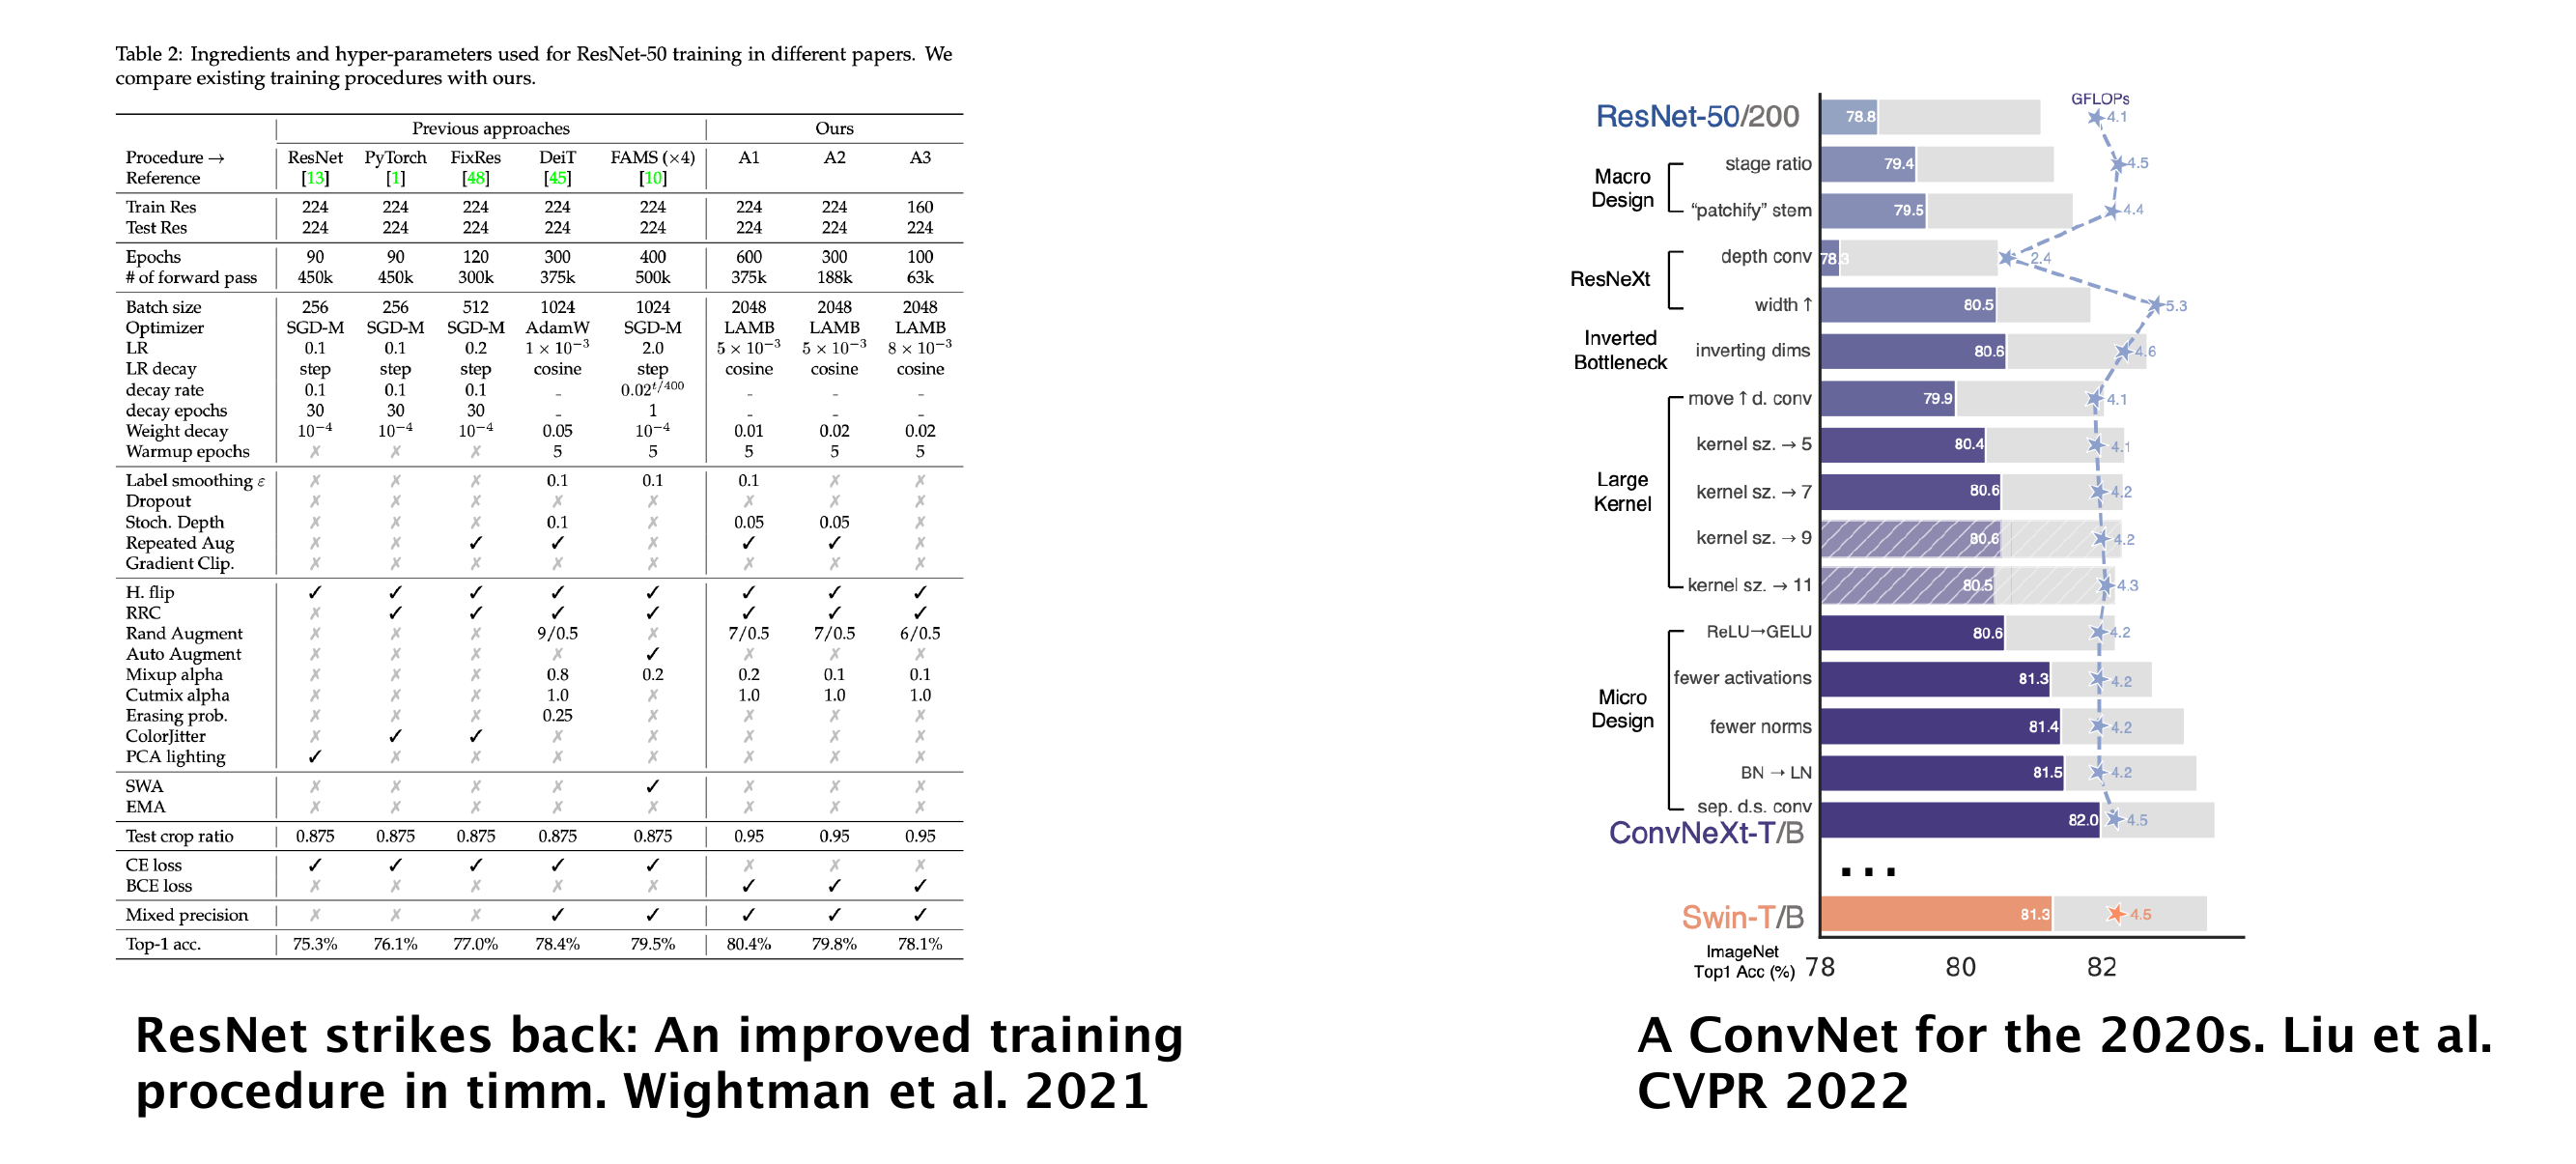 Table 2: Ingredients and hyper-parameters used for ResNet-50 training in different papers. We
compare existing training procedures with ours.
Previous approaches Ours
Procedure → ResNet PyTorch FixRes DeiT FAMS (×4) A1 A2 A3
Reference [13] [1] [48] [45] [10]
Train Res 224 224 224 224 224 224 224 160
Test Res 224 224 224 224 224 224 224 224
Epochs 90 90 120 300 400 600 300 100
# of forward pass 450k 450k 300k 375k 500k 375k 188k 63k
Batch size 256 256 512 1024 1024 2048 2048 2048
Optimizer SGD-M SGD-M SGD-M AdamW SGD-M LAMB LAMB LAMB
LR 0.1 0.1 0.2 1 × 10⁻³ 2.0 5 × 10⁻³ 5 × 10⁻³ 8 × 10⁻³
LR decay step step step cosine step cosine cosine cosine
decay rate 0.1 0.1 0.1 - 0.02^{t/400} - - -
decay epochs 30 30 30 - 1 - - -
Weight decay 10⁻⁴ 10⁻⁴ 10⁻⁴ 0.05 10⁻⁴ 0.01 0.02 0.02
Warmup epochs ✗ ✗ ✗ 5 5 5 5 5
Label smoothing ε ✗ ✗ ✗ 0.1 0.1 0.1 ✗ ✗
Dropout ✗ ✗ ✗ ✗ ✗ ✗ ✗ ✗
Stoch. Depth ✗ ✗ ✗ 0.1 ✗ 0.05 0.05 ✗
Repeated Aug ✗ ✗ ✓ ✓ ✗ ✓ ✓ ✗
Gradient Clip. ✗ ✗ ✗ ✗ ✗ ✗ ✗ ✗
H. flip ✓ ✓ ✓ ✓ ✓ ✓ ✓ ✓
RRC ✗ ✓ ✓ ✓ ✓ ✓ ✓ ✓
Rand Augment ✗ ✗ ✗ 9/0.5 ✗ 7/0.5 7/0.5 6/0.5
Auto Augment ✗ ✗ ✗ ✗ ✓ ✗ ✗ ✗
Mixup alpha ✗ ✗ ✗ 0.8 0.2 0.2 0.1 0.1
Cutmix alpha ✗ ✗ ✗ 1.0 ✗ 1.0 1.0 1.0
Erasing prob. ✗ ✗ ✗ 0.25 ✗ ✗ ✗ ✗
ColorJitter ✗ ✓ ✓ ✗ ✗ ✗ ✗ ✗
PCA lighting ✓ ✗ ✗ ✗ ✗ ✗ ✗ ✗
SWA ✗ ✗ ✗ ✗ ✓ ✗ ✗ ✗
EMA ✗ ✗ ✗ ✗ ✗ ✗ ✗ ✗
Test crop ratio 0.875 0.875 0.875 0.875 0.875 0.95 0.95 0.95
CE loss ✓ ✓ ✓ ✓ ✓ ✗ ✗ ✗
BCE loss ✗ ✗ ✗ ✗ ✗ ✓ ✓ ✓
Mixed precision ✗ ✗ ✗ ✓ ✓ ✓ ✓ ✓
Top-1 acc. 75.3% 76.1% 77.0% 78.4% 79.5% 80.4% 79.8% 78.1%
ResNet strikes back: An improved training
procedure in timm. Wightman et al. 2021
GFLOPs
ResNet-50/200 78.8 4.1
Macro
Design
stage ratio 79.4 4.5
"patchify" stem 79.5 4.4
ResNeXt
depth conv 78.3 2.4
width ↑ 80.5 5.3
Inverted
Bottleneck
inverting dims 80.6 4.6
Large
Kernel
move ↑ d. conv 79.9 4.1
kernel sz. → 5 80.4 4.1
kernel sz. → 7 80.6 4.2
kernel sz. → 9 80.6 4.2
kernel sz. → 11 80.5 4.3
Micro
Design
ReLU→GELU 80.6 4.2
fewer activations 81.3 4.2
fewer norms 81.4 4.2
BN → LN 81.5 4.2
sep. d.s. conv
ConvNeXt-T/B 82.0 4.5
...
Swin-T/B 81.3 4.5
ImageNet
Top1 Acc (%) 78 80 82
A ConvNet for the 2020s. Liu et al.
CVPR 2022